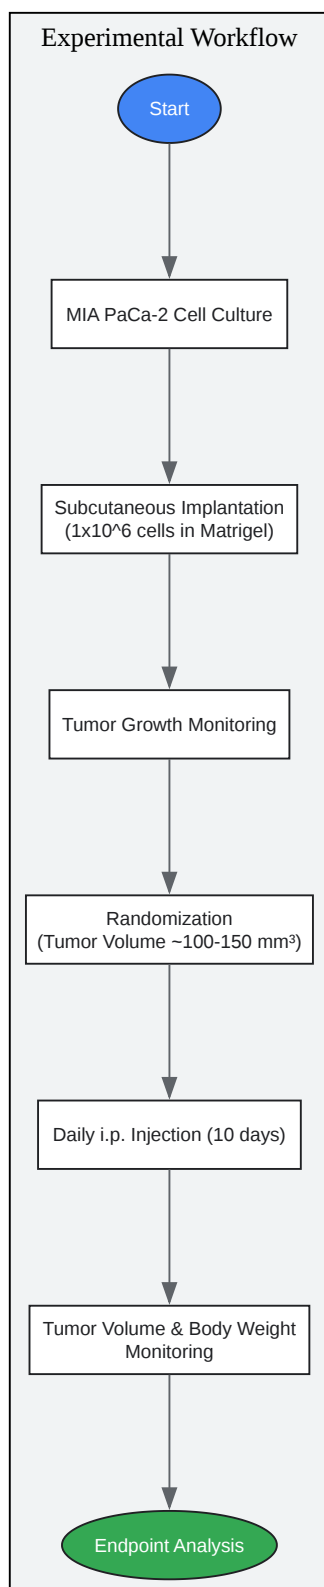 Experimental Workflow
Start
MIA PaCa-2 Cell Culture
Subcutaneous Implantation
(1x10^6 cells in Matrigel)
Tumor Growth Monitoring
Randomization
(Tumor Volume ~100-150 mm³)
Daily i.p. Injection (10 days)
Tumor Volume & Body Weight
Monitoring
Endpoint Analysis